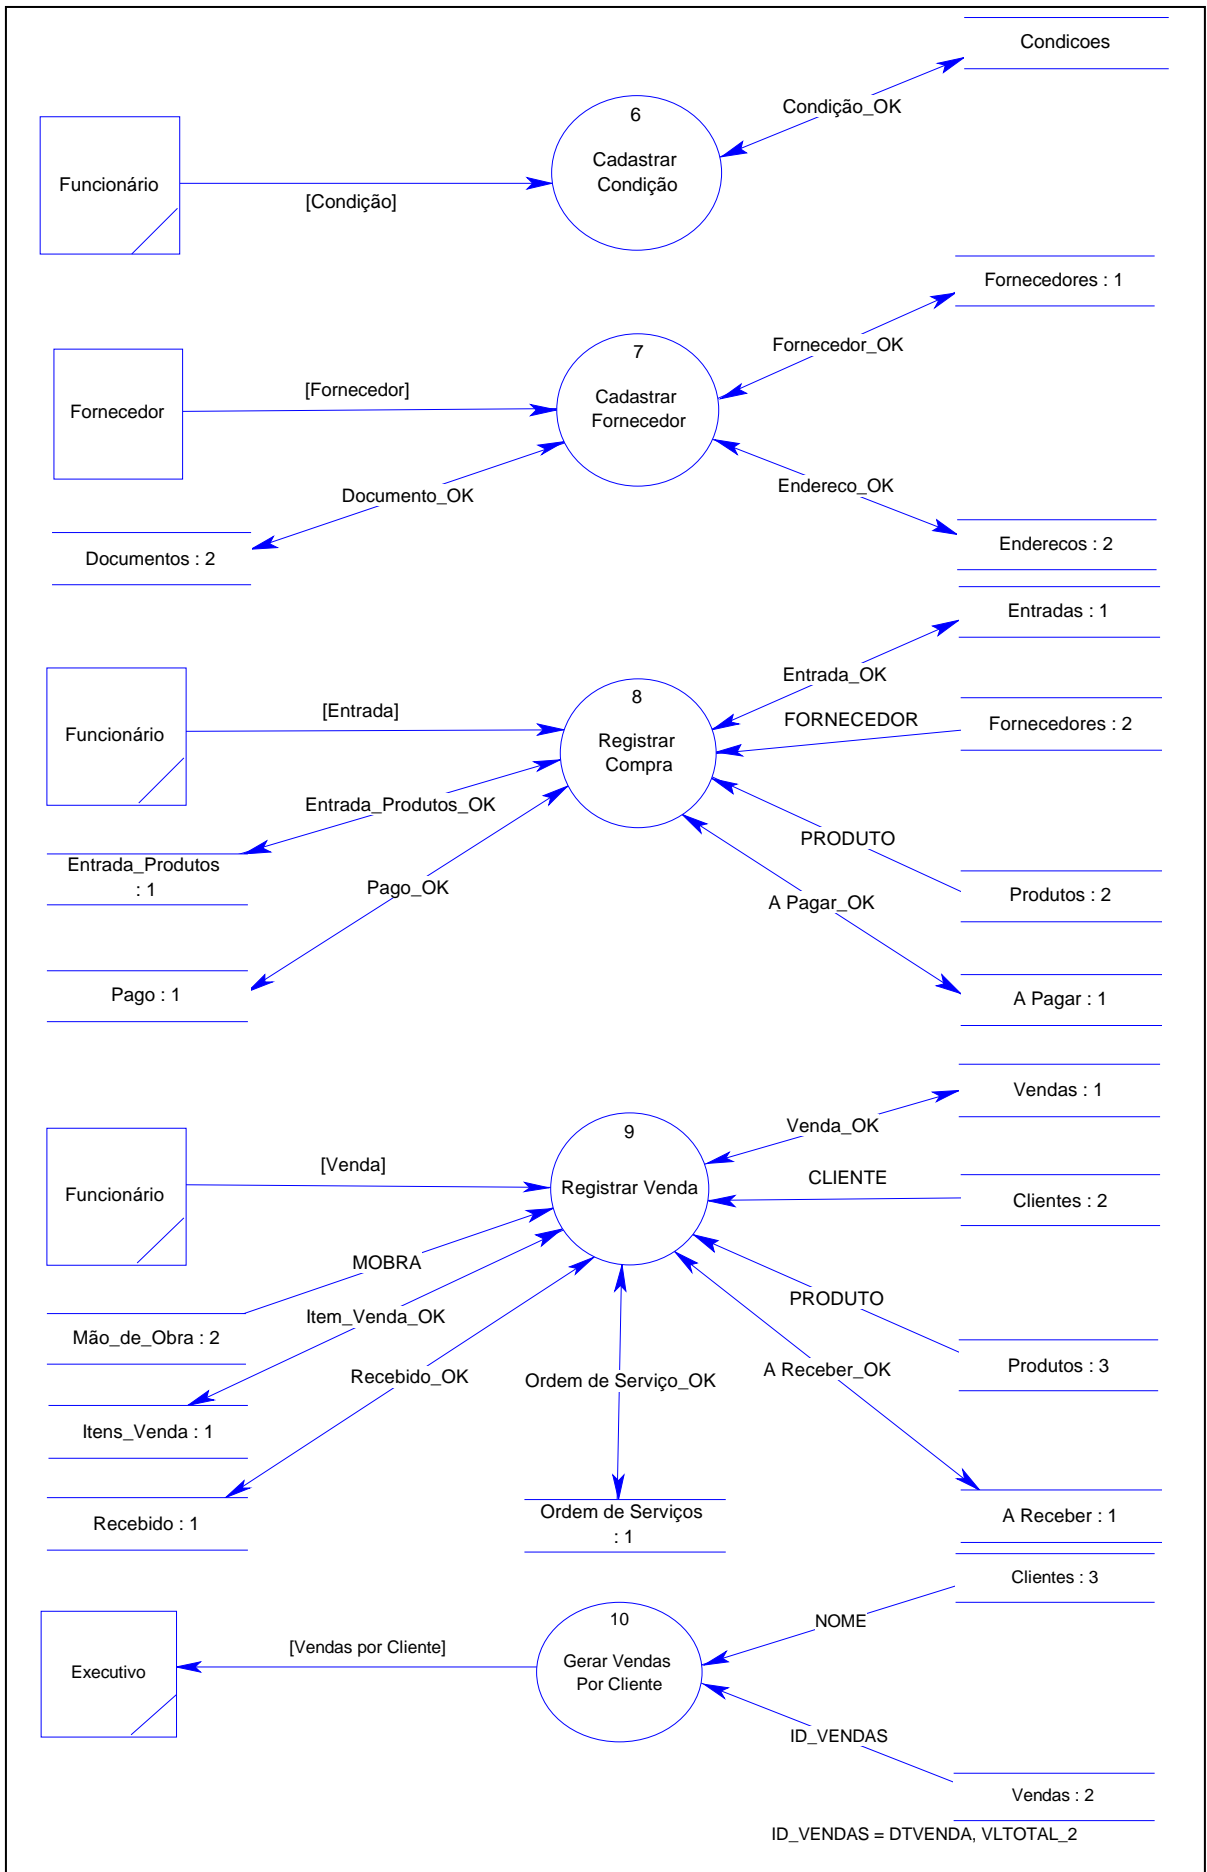 Condicoes
Condição_OK
6
Cadastrar
Condição
Funcionário
[Condição]
Fornecedores : 1
Fornecedor_OK
7
Cadastrar
Fornecedor
[Fornecedor]
Fornecedor
Endereco_OK
Documento_OK
Enderecos : 2
Documentos : 2
Entradas : 1
Entrada_OK
8
Registrar
Compra
[Entrada]
FORNECEDOR
Fornecedores : 2
Funcionário
Entrada_Produtos_OK
PRODUTO
Entrada_Produtos
: 1
Pago_OK
A Pagar_OK
Produtos : 2
Pago : 1
A Pagar : 1
Vendas : 1
Venda_OK
9
Registrar Venda
[Venda]
CLIENTE
Clientes : 2
Funcionário
MOBRA
PRODUTO
Item_Venda_OK
Mão_de_Obra : 2
Recebido_OK
Ordem de Serviço_OK
A Receber_OK
Produtos : 3
Itens_Venda : 1
Recebido : 1
Ordem de Serviços
: 1
A Receber : 1
Clientes : 3
NOME
10
Gerar Vendas
Por Cliente
[Vendas por Cliente]
Executivo
ID_VENDAS
Vendas : 2
ID_VENDAS = DTVENDA, VLTOTAL_2